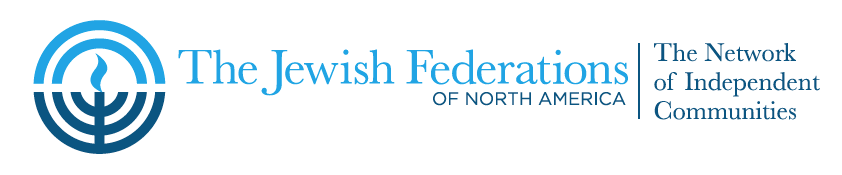 The Jewish Federations
OF NORTH AMERICA
The Network
of Independent
Communities